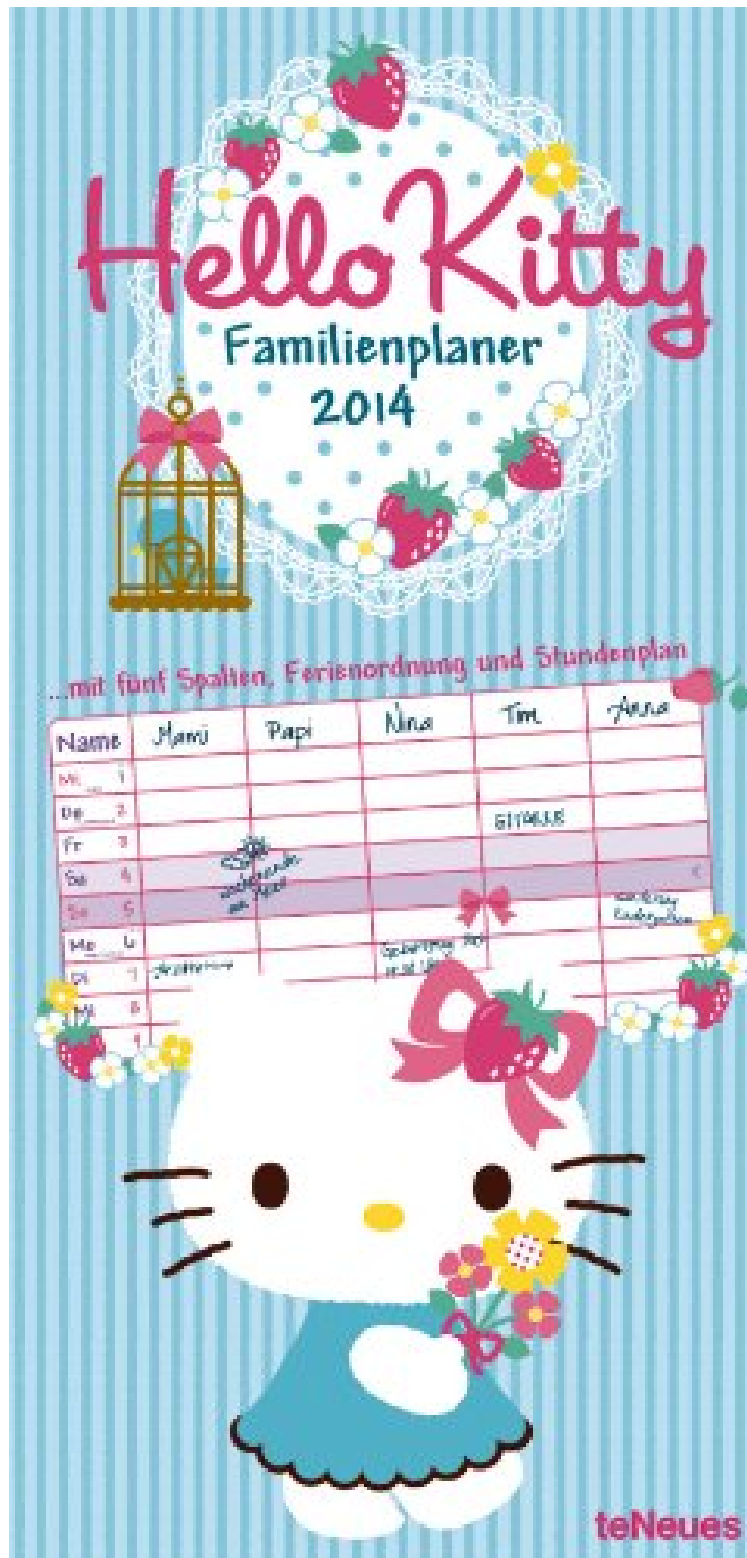 Hello Kitty
Familienplaner
2014
...mit fünf Spalten, Ferienordnung und Stundenplan
Name Mami Papi Nina Tim Anna
Mi 1
Do 2
Fr 3
Sa 4
So 5
Mo 6
Di 7
Mi 8
9
teNeues